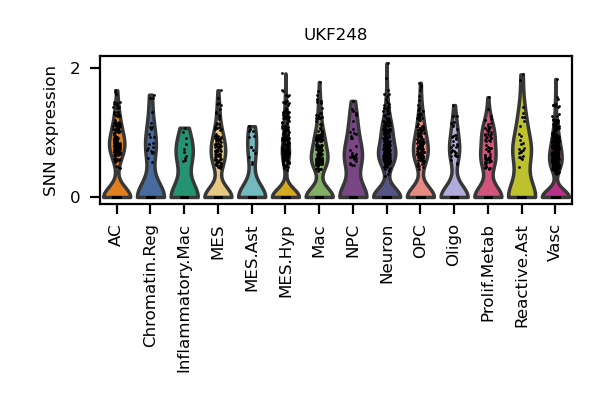 UKF248
SNN expression
2
0
AC
Chromatin.Reg
Inflammatory.Mac
MES
MES.Ast
MES.Hyp
Mac
NPC
Neuron
OPC
Oligo
Prolif.Metab
Reactive.Ast
Vasc